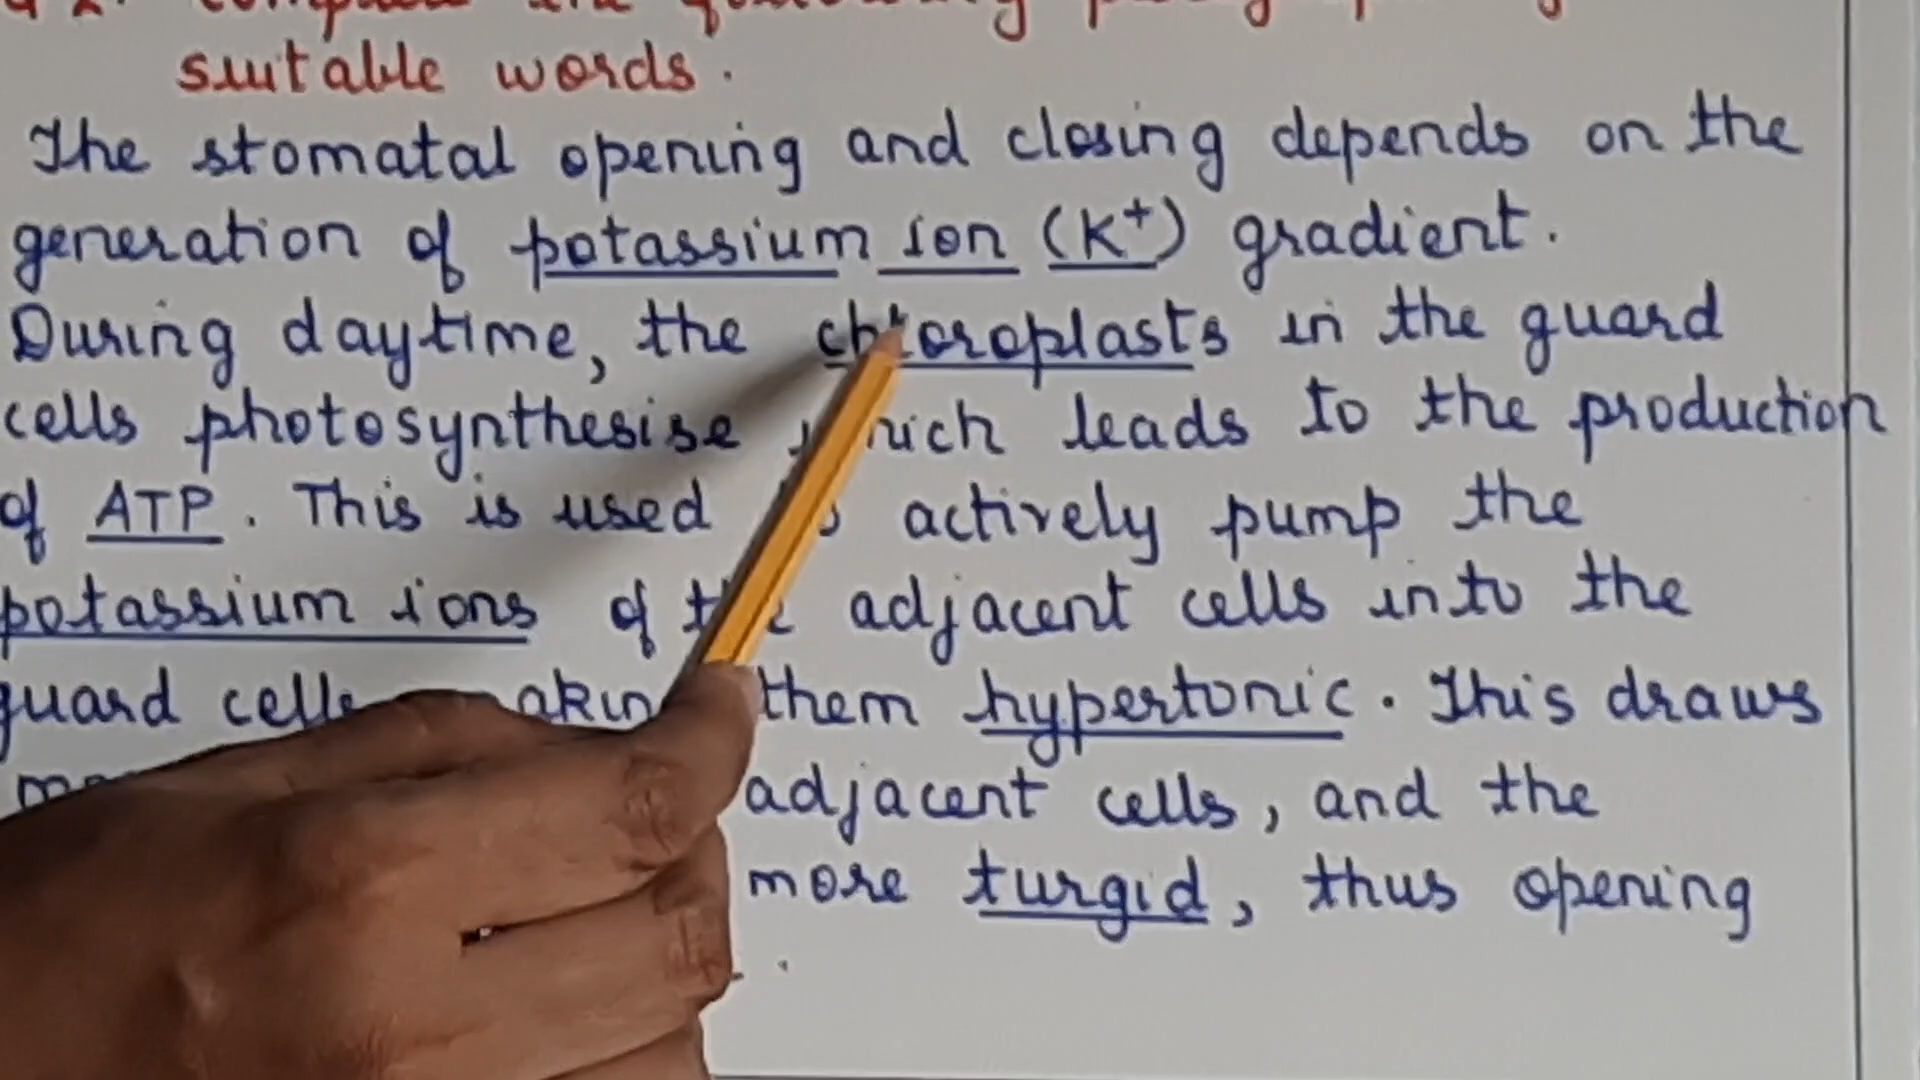 suitable words.
The stomatal opening and closing depends on the
generation of potassium ion (K+) gradient.
During daytime, the chloroplasts in the guard
cells photosynthesise which leads to the production
of ATP. This is used actively pump the
potassium ions of the adjacent cells into the
guard cells them hypertonic. This draws
adjacent cells, and the
more turgid, thus opening